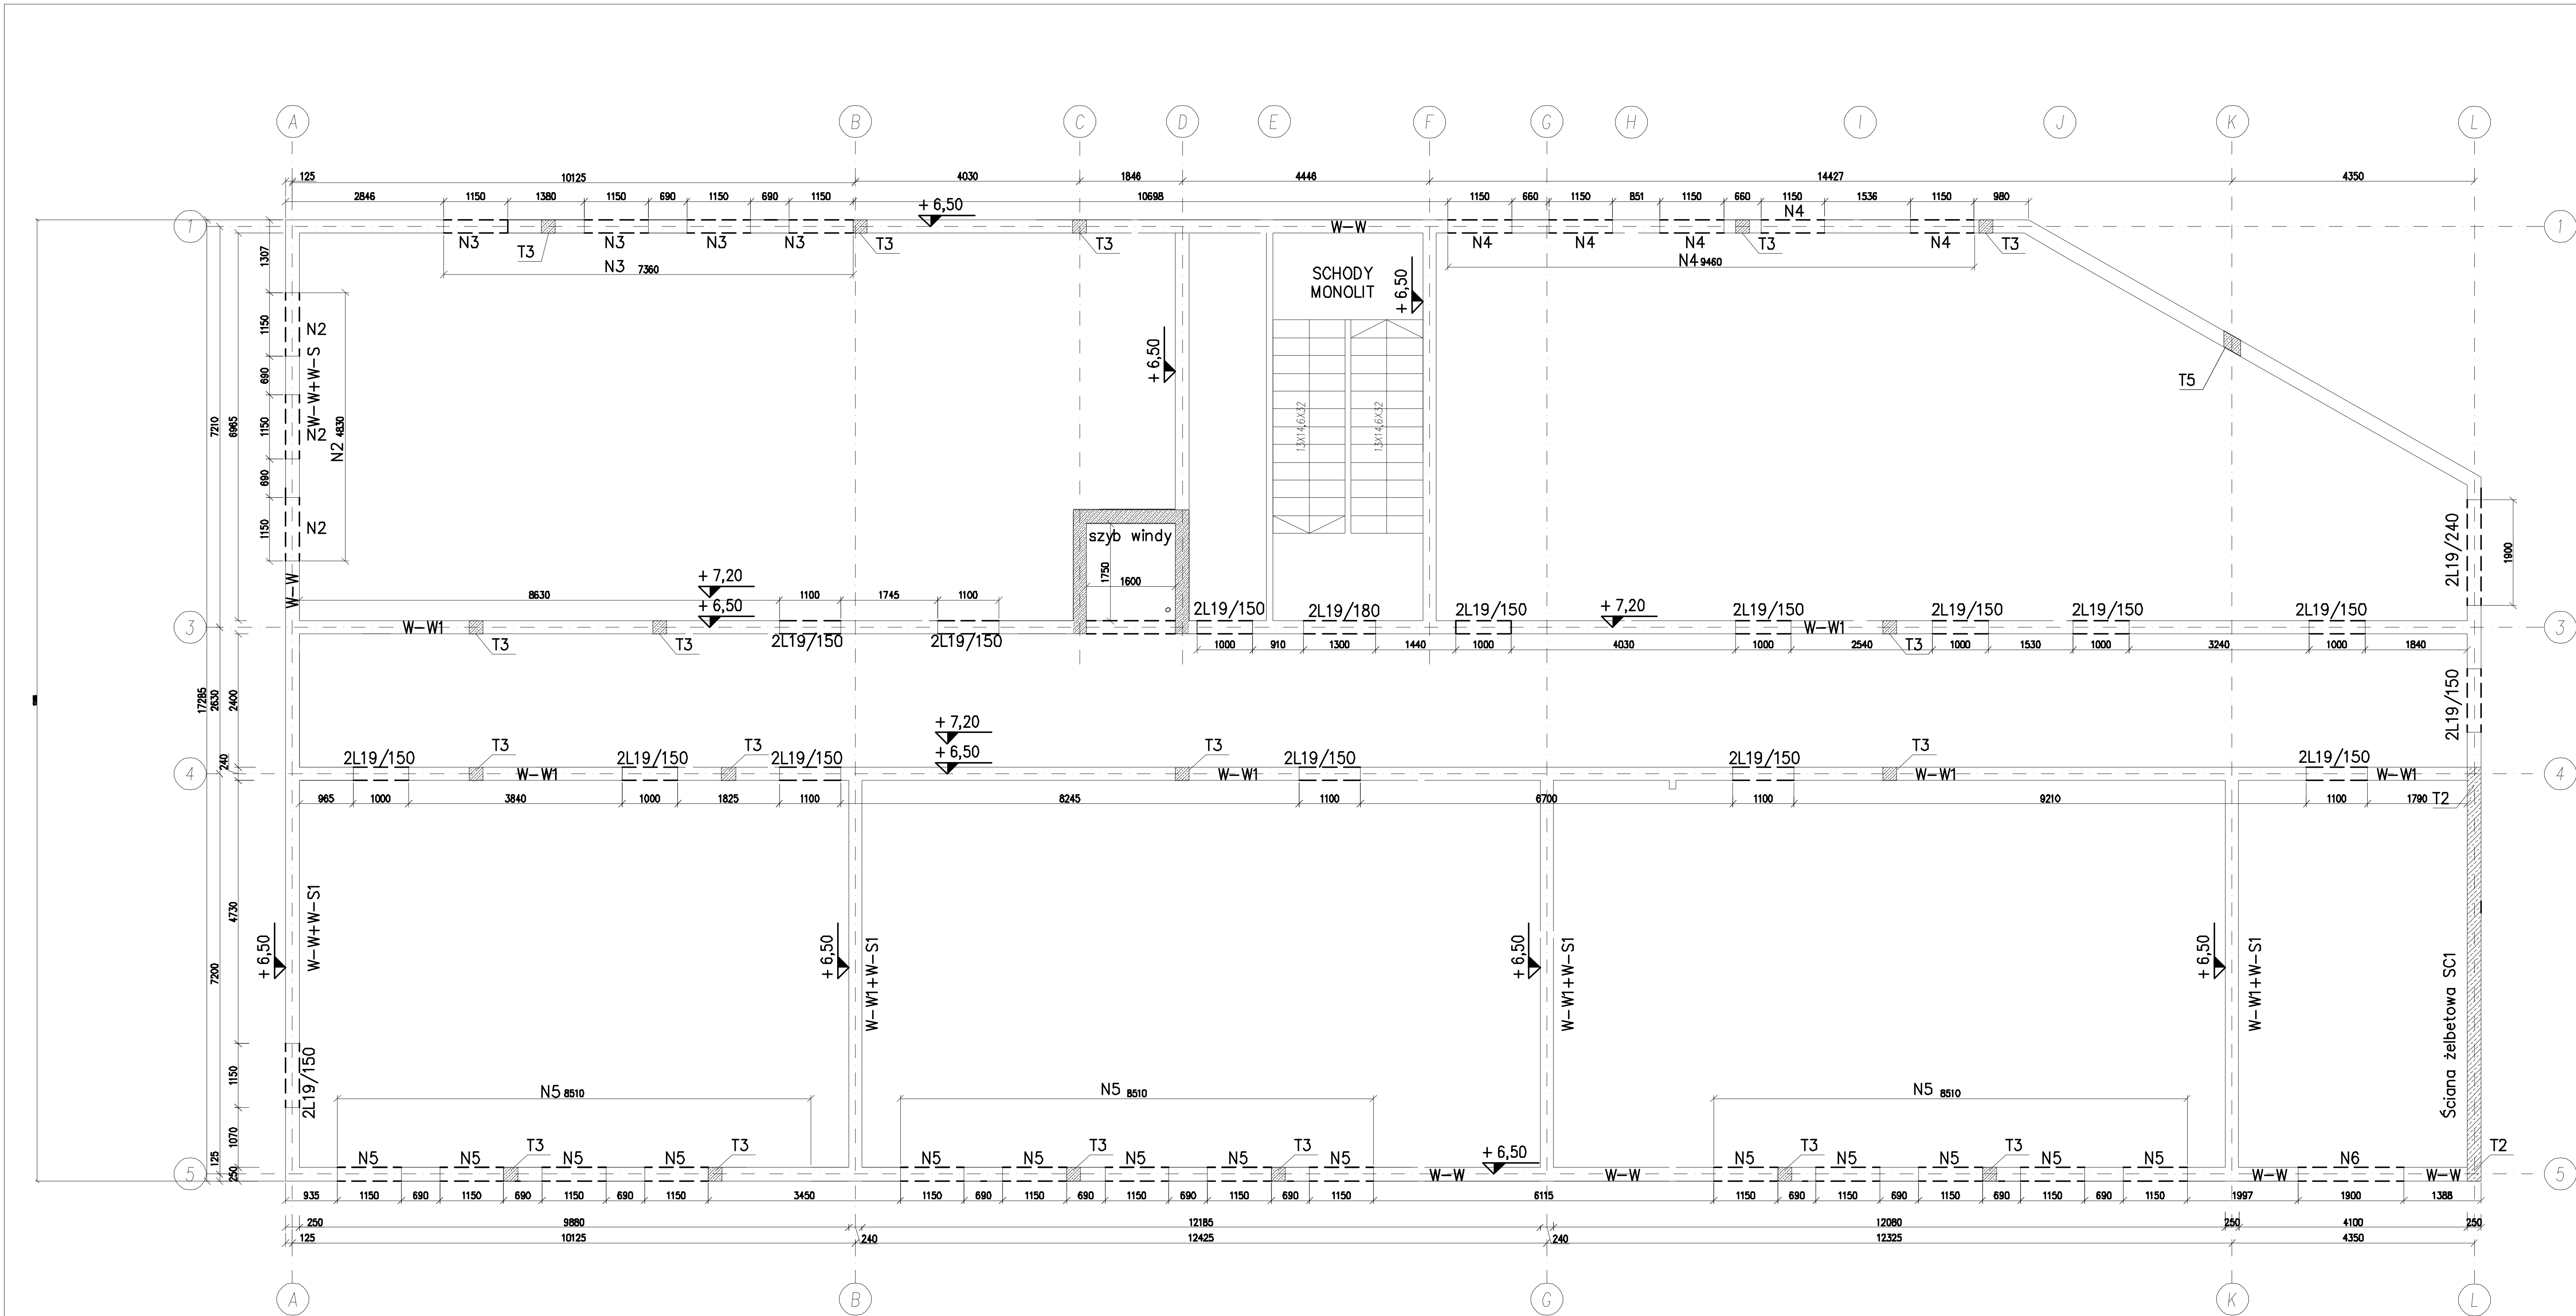 A B C D E F G H I J K L
125 10125 4030 1846 4446 14427 4350
2846 1150 1380 1150 690 1150 690 1150 10698 1150 660 1150 851 1150 660 1150 1536 1150 980
+ 6,50
1 W-W N4 1
N3 N3 N3 N3 T3 T3 N4 N4 N4 T3 N4 T3
T3
N3 7360 N4 9460
1307
SCHODY
MONOLIT
+ 6,50
1150 N2
W-W+W-S
690
+ 6,50
T5
7210 6965
1150 N2
N2 4830
13X14,6X32 13X14,6X32
690
1150 N2
szyb windy
1750
1600
2L19/240 1900
W-W
+ 7,20
8630 1100 1745 1100
+ 6,50
2L19/150 2L19/180 2L19/150 + 7,20 2L19/150 2L19/150 2L19/150 2L19/150
3 W-W1 W-W1 3
T3 T3 2L19/150 2L19/150 T3
1000 910 1300 1440 1000 4030 1000 2540 1000 1530 1000 3240 1000 1840
17285 2630 2400
2L19/150
+ 7,20
T3 T3 + 6,50 T3 T3
2L19/150 2L19/150 2L19/150 2L19/150 2L19/150 2L19/150
240
4 W-W1 W-W1 W-W1 W-W1 4
965 1000 3840 1000 1825 1100 8245 1100 6700 1100 9210 1100 1790 T2
4730
W-W+W-S1
+ 6,50 + 6,50 + 6,50 + 6,50
W-W1+W-S1 W-W1+W-S1 W-W1+W-S1
Ściana żelbetowa SC1
7200
1150
2L19/150
N5 8510 N5 8510 N5 8510
1070
T3 T3 T3 T3 + 6,50 T3 T3 T2
N5 N5 N5 N5 N5 N5 N5 N5 N5 N5 N5 N5 N5 N5 N6
125
250
5 W-W W-W W-W W-W 5
935 1150 690 1150 690 1150 690 1150 3450 1150 690 1150 690 1150 690 1150 690 1150 6115 1150 690 1150 690 1150 690 1150 690 1150 1997 1900 1388
250 9880 12185 12080 250 4100 250
125 10125 240 12425 240 12325 4350
A B G K L